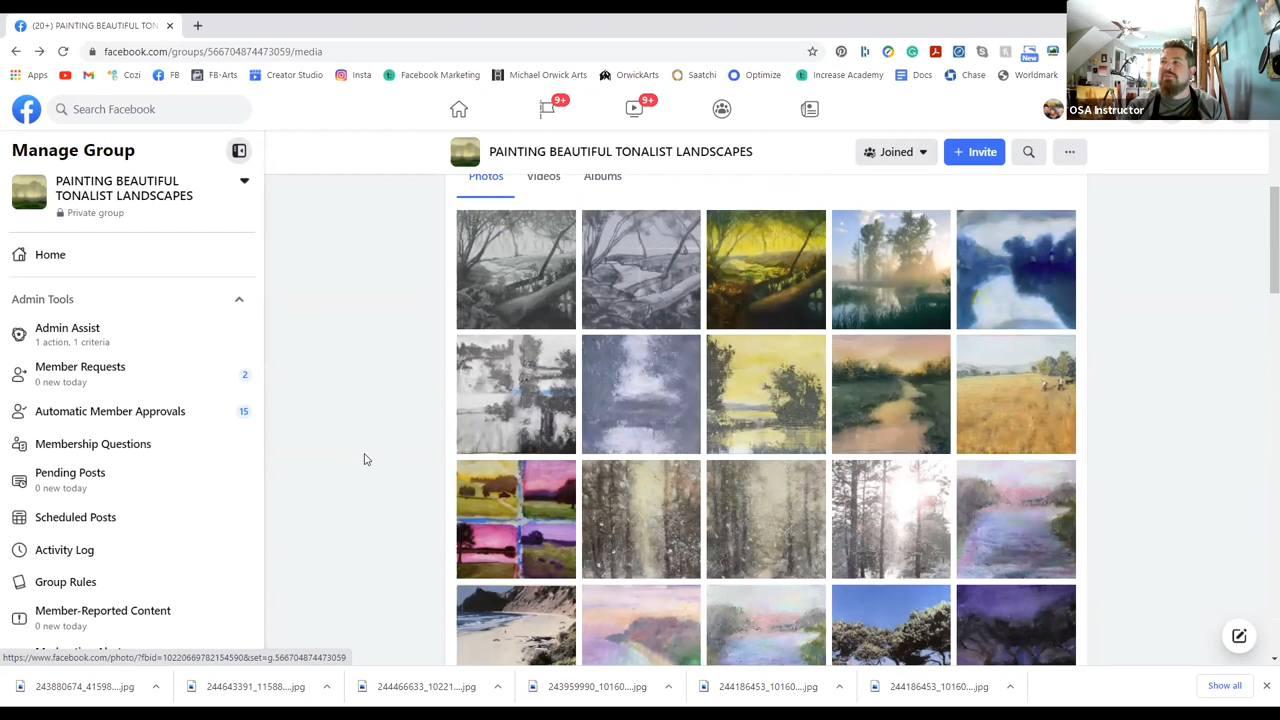 (20+) PAINTING BEAUTIFUL TON
facebook.com/groups/566704874473059/media
Apps
Cozi
FB
FB-Arts
Creator Studio
Insta
Facebook Marketing
Michael Orwick Arts
OrwickArts
Saatchi
Optimize
Increase Academy
Docs
Chase
Worldmark
New
OSA Instructor
Search Facebook
9+
9+
Manage Group
PAINTING BEAUTIFUL TONALIST LANDSCAPES
Joined
+ Invite
PAINTING BEAUTIFUL
TONALIST LANDSCAPES
Private group
Photos
Videos
Albums
Home
Admin Tools
Admin Assist
1 action, 1 criteria
Member Requests
0 new today
2
Automatic Member Approvals
15
Membership Questions
Pending Posts
0 new today
Scheduled Posts
Activity Log
Group Rules
Member-Reported Content
0 new today
https://www.facebook.com/photo/?fbid=10220669782154590&set=g.566704874473059
243880674_41598....jpg
244643391_11588....jpg
244466633_10221....jpg
243959990_10160....jpg
244186453_10160....jpg
244186453_10160....jpg
Show all